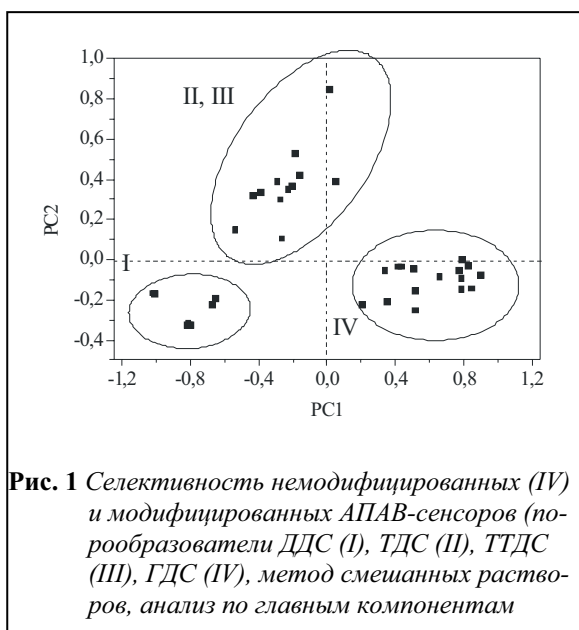 1,0
0,8
0,6
0,4
0,2
0,0
-0,2
-0,4
PC2
II, III
I
IV
-1,2 -0,8 -0,4 0,0 0,4 0,8 1,2
PC1
Рис. 1 Селективность немодифицированных (IV)
и модифицированных АПАВ-сенсоров (по-
рообразователи ДДС (I), ТДС (II), ТТДС
(III), ГДС (IV), метод смешанных раство-
ров, анализ по главным компонентам